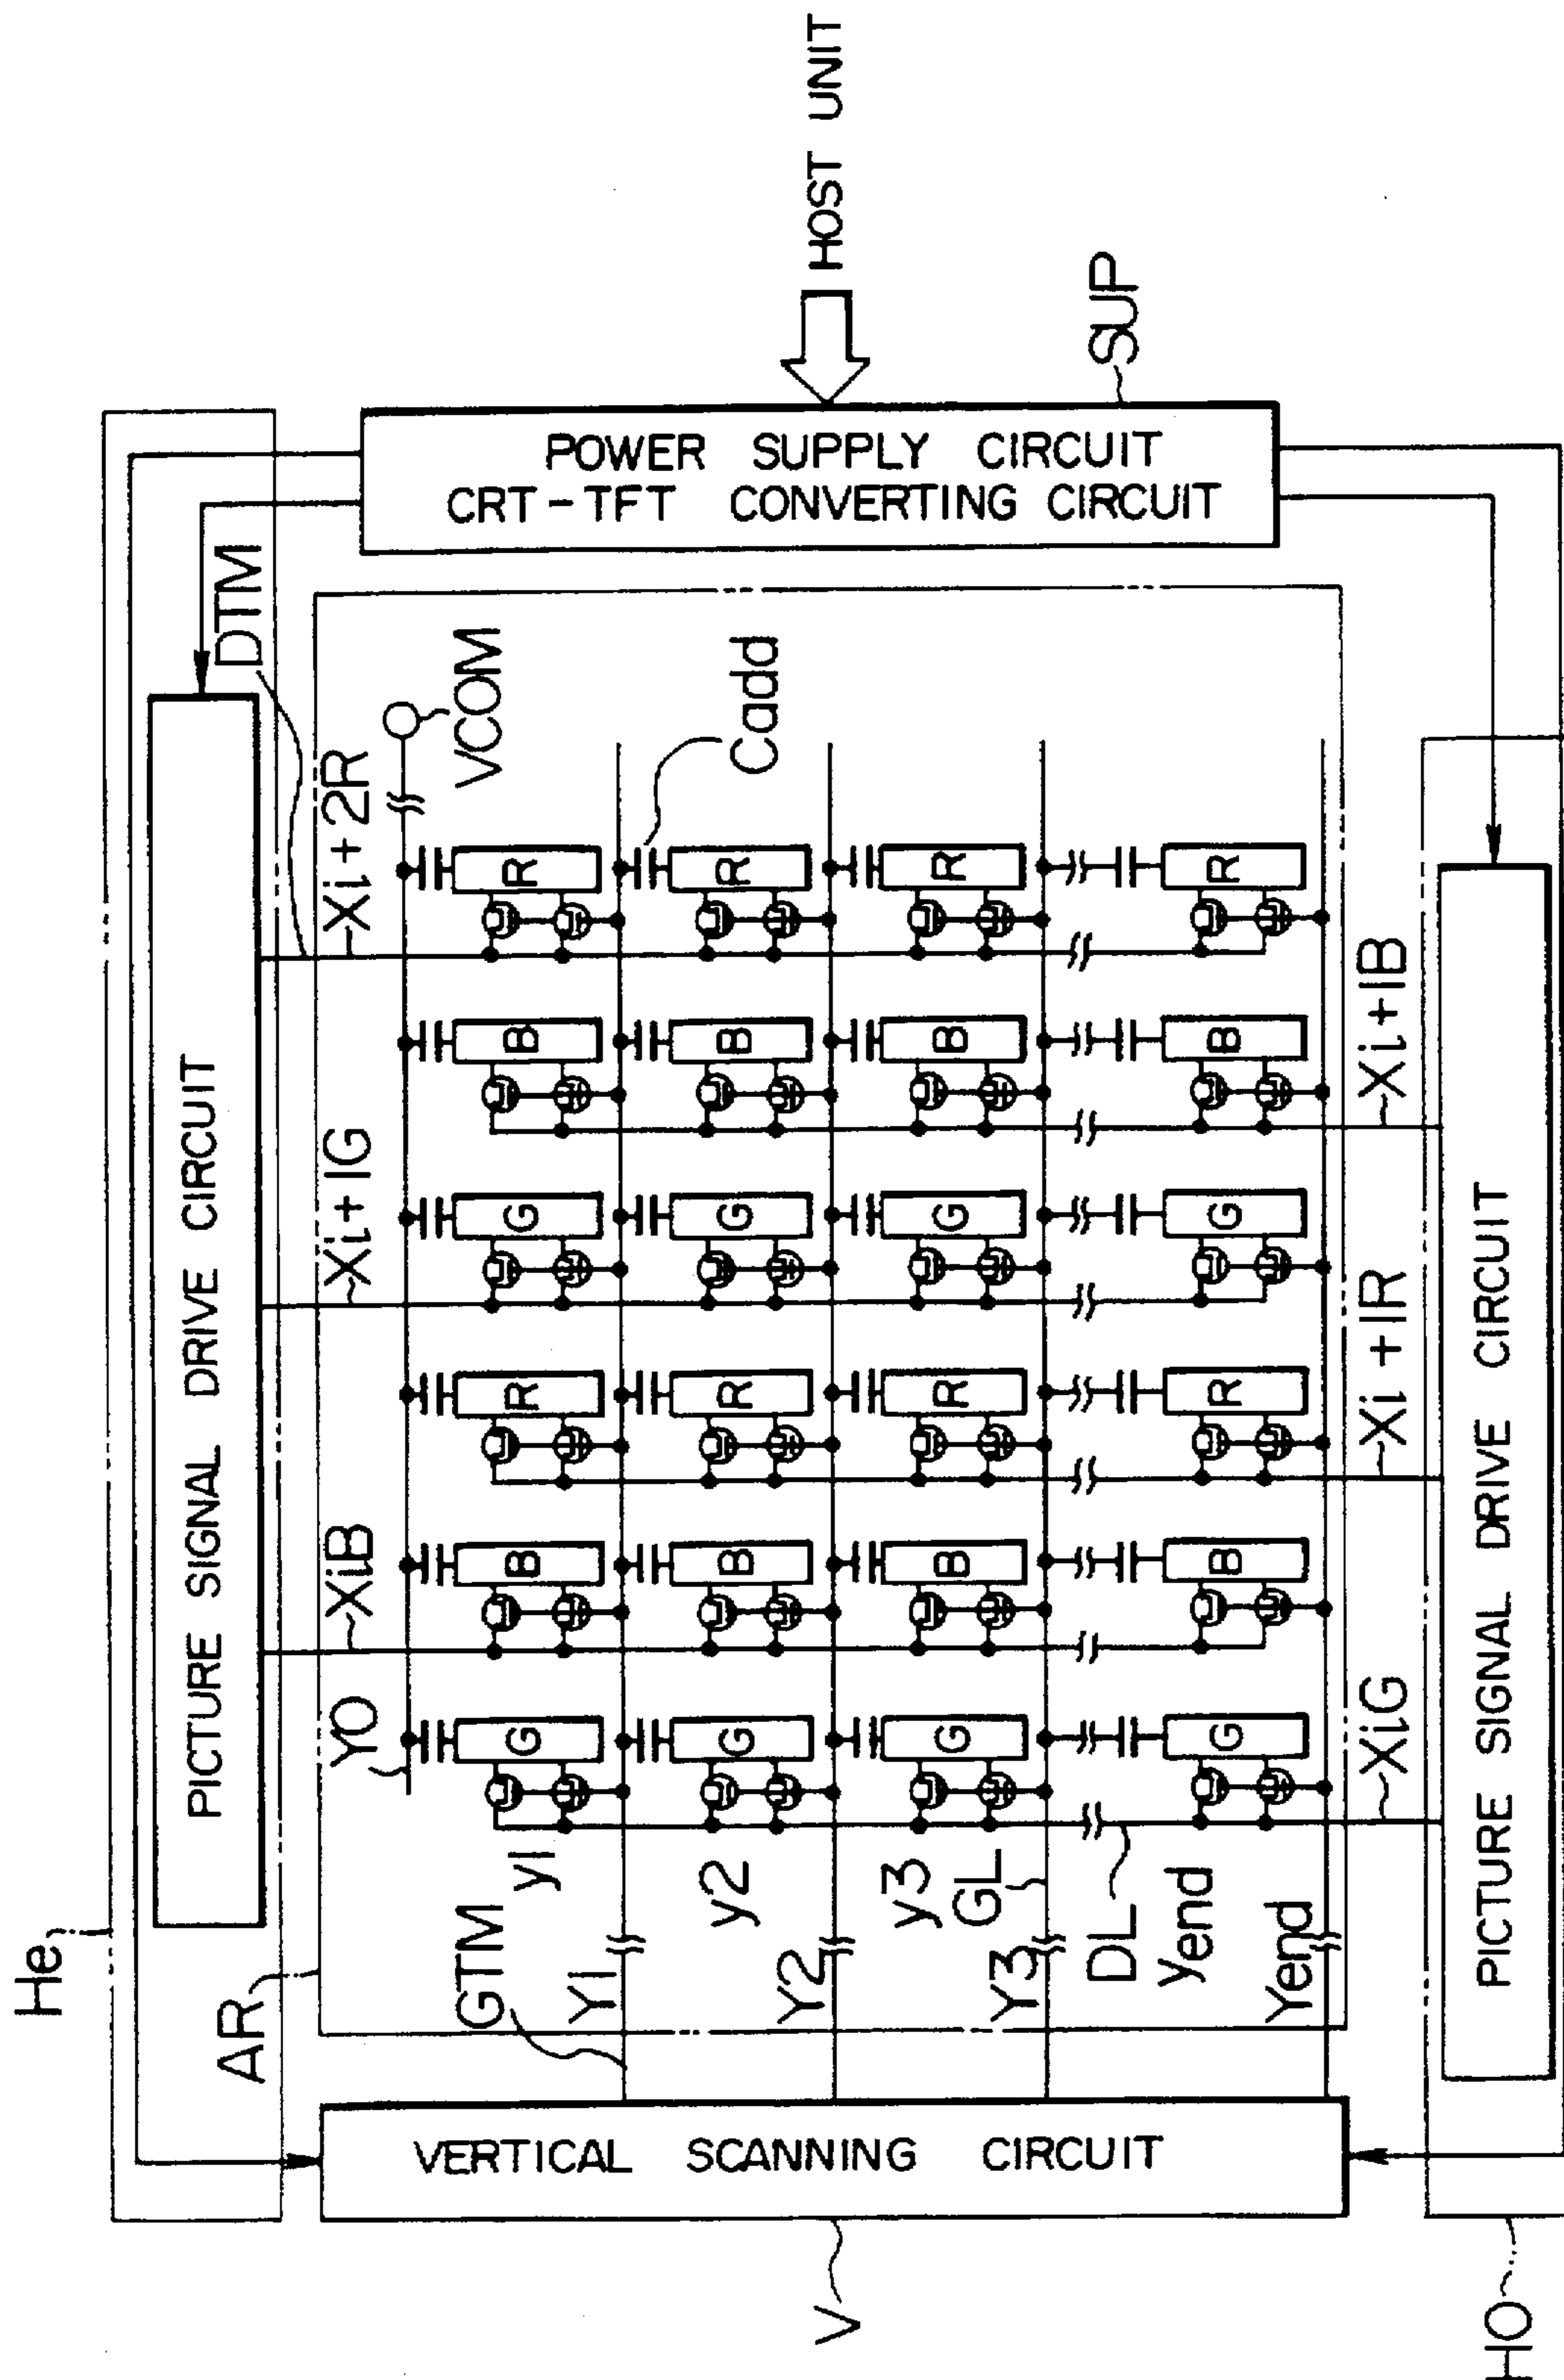 He
AR
PICTURE SIGNAL DRIVE CIRCUIT
DTM
YO
XiB
Xi+1G
Xi+2R
VCOM
Cadd
HOST UNIT
SUP
POWER SUPPLY CIRCUIT
CRT-TFT CONVERTING CIRCUIT
GTM
y1
Y1
G B R G B R
y2
Y2
G B R G B R
y3
GL
Y3
G B R G B R
DL
yend
Yend
G B R G B R
XiG
Xi+1R
Xi+1B
VERTICAL SCANNING CIRCUIT
V
PICTURE SIGNAL DRIVE CIRCUIT
HO